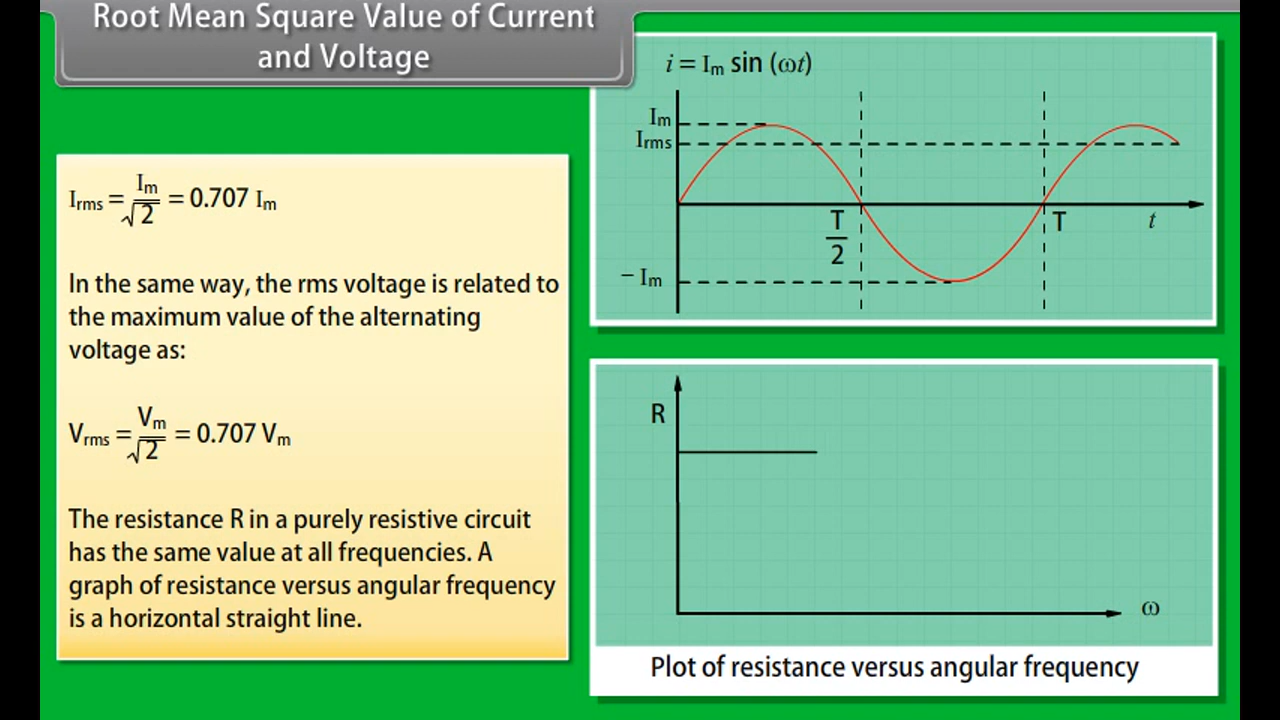 Root Mean Square Value of Current
and Voltage
Irms = Im/√2 = 0.707 Im
In the same way, the rms voltage is related to
the maximum value of the alternating
voltage as:
Vrms = Vm/√2 = 0.707 Vm
The resistance R in a purely resistive circuit
has the same value at all frequencies. A
graph of resistance versus angular frequency
is a horizontal straight line.
i = Im sin (ωt)
Im
Irms
T/2
T
t
− Im
R
ω
Plot of resistance versus angular frequency